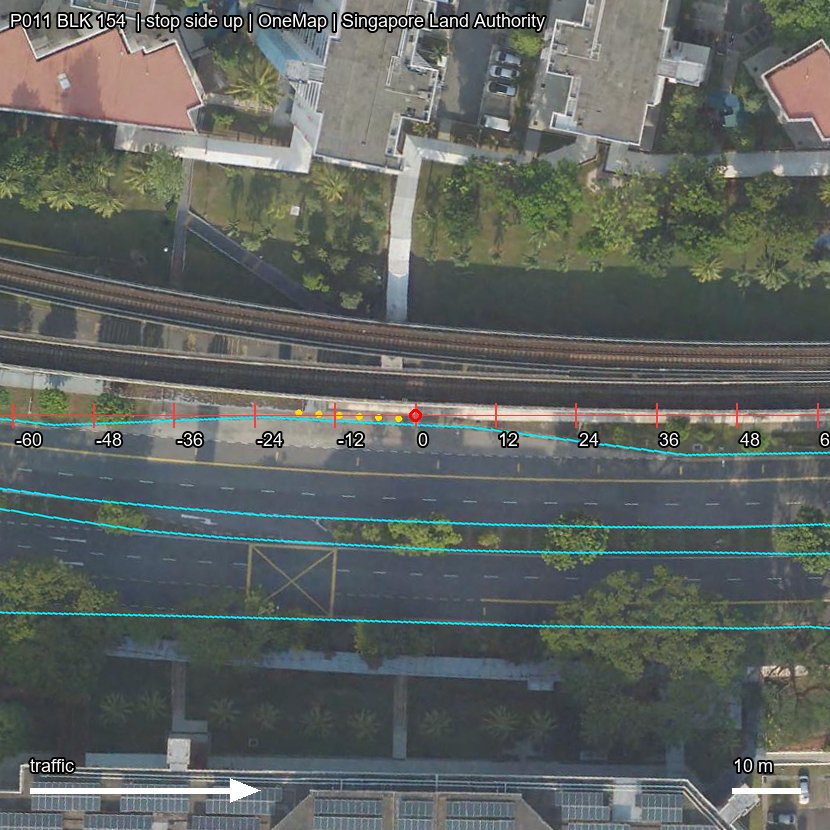 P011 BLK 154 | stop side up | OneMap | Singapore Land Authority
-60 -48 -36 -24 -12 0 12 24 36 48 6
traffic
10 m